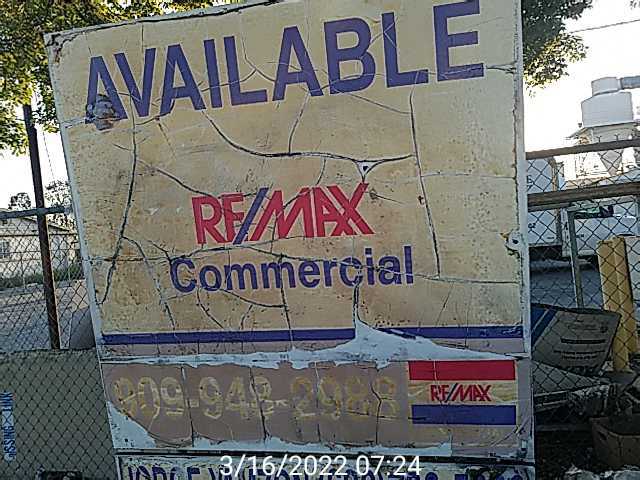 AVAILABLE
RE/MAX
Commercial
909-948-2988
RE/MAX
3/16/2022 07:24